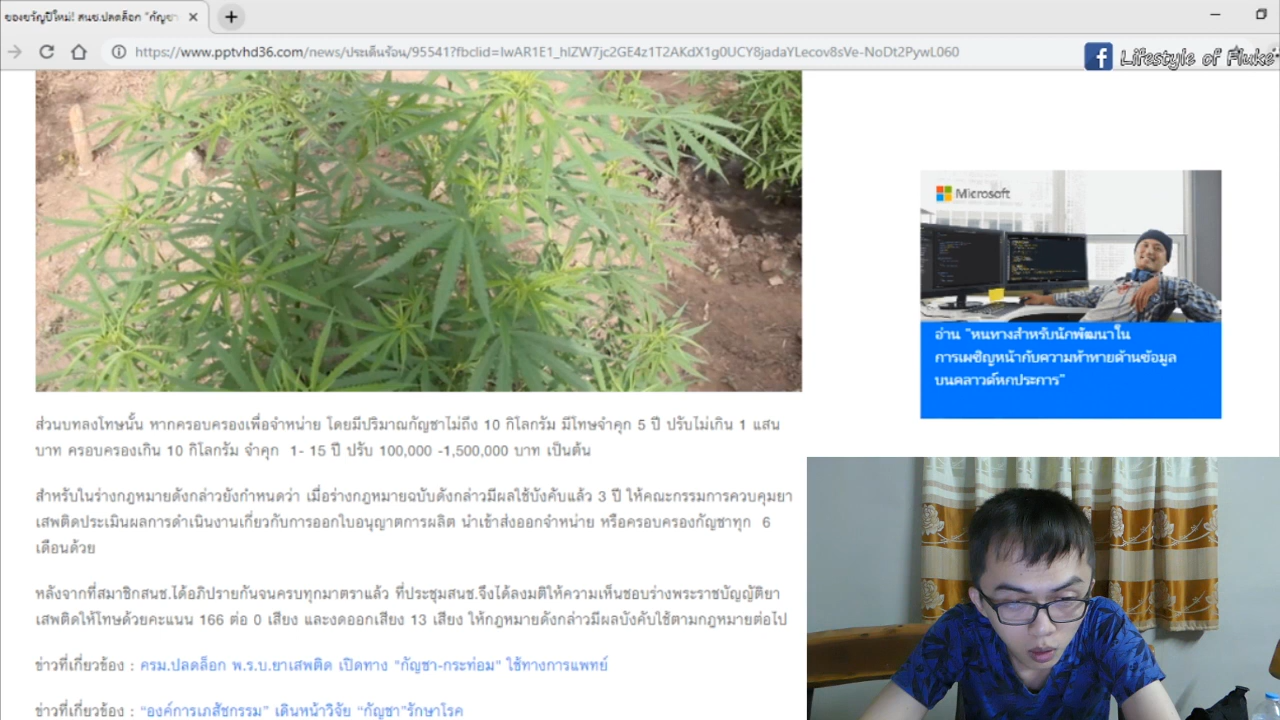 ของขวัญปีใหม่! สนช.ปลดล็อก "กัญชา
https://www.pptvhd36.com/news/ประเด็นร้อน/95541?fbclid=IwAR1E1_hlZW7jc2GE4z1T2AKdX1g0UCY8jadaYLecov8sVe-NoDt2PywL060
Lifestyle of Fluke
Microsoft
อ่าน "หนทางสำหรับนักพัฒนาใน
การเผชิญหน้ากับความท้าทายด้านข้อมูล
บนคลาวด์หกประการ"
ส่วนบทลงโทษนั้น หากครอบครองเพื่อจำหน่าย โดยมีปริมาณกัญชาไม่ถึง 10 กิโลกรัม มีโทษจำคุก 5 ปี ปรับไม่เกิน 1 แสน
บาท ครอบครองเกิน 10 กิโลกรัม จำคุก 1- 15 ปี ปรับ 100,000 -1,500,000 บาท เป็นต้น
สำหรับในร่างกฎหมายดังกล่าวยังกำหนดว่า เมื่อร่างกฎหมายฉบับดังกล่าวมีผลใช้บังคับแล้ว 3 ปี ให้คณะกรรมการควบคุมยา
เสพติดประเมินผลการดำเนินงานเกี่ยวกับการออกใบอนุญาตการผลิต นำเข้าส่งออกจำหน่าย หรือครอบครองกัญชาทุก 6
เดือนด้วย
หลังจากที่สมาชิกสนช.ได้อภิปรายกันจนครบทุกมาตราแล้ว ที่ประชุมสนช.จึงได้ลงมติให้ความเห็นชอบร่างพระราชบัญญัติยา
เสพติดให้โทษด้วยคะแนน 166 ต่อ 0 เสียง และงดออกเสียง 13 เสียง ให้กฎหมายดังกล่าวมีผลบังคับใช้ตามกฎหมายต่อไป
ข่าวที่เกี่ยวข้อง : ครม.ปลดล็อก พ.ร.บ.ยาเสพติด เปิดทาง "กัญชา-กระท่อม" ใช้ทางการแพทย์
ข่าวที่เกี่ยวข้อง : "องค์การเภสัชกรรม" เดินหน้าวิจัย "กัญชา"รักษาโรค